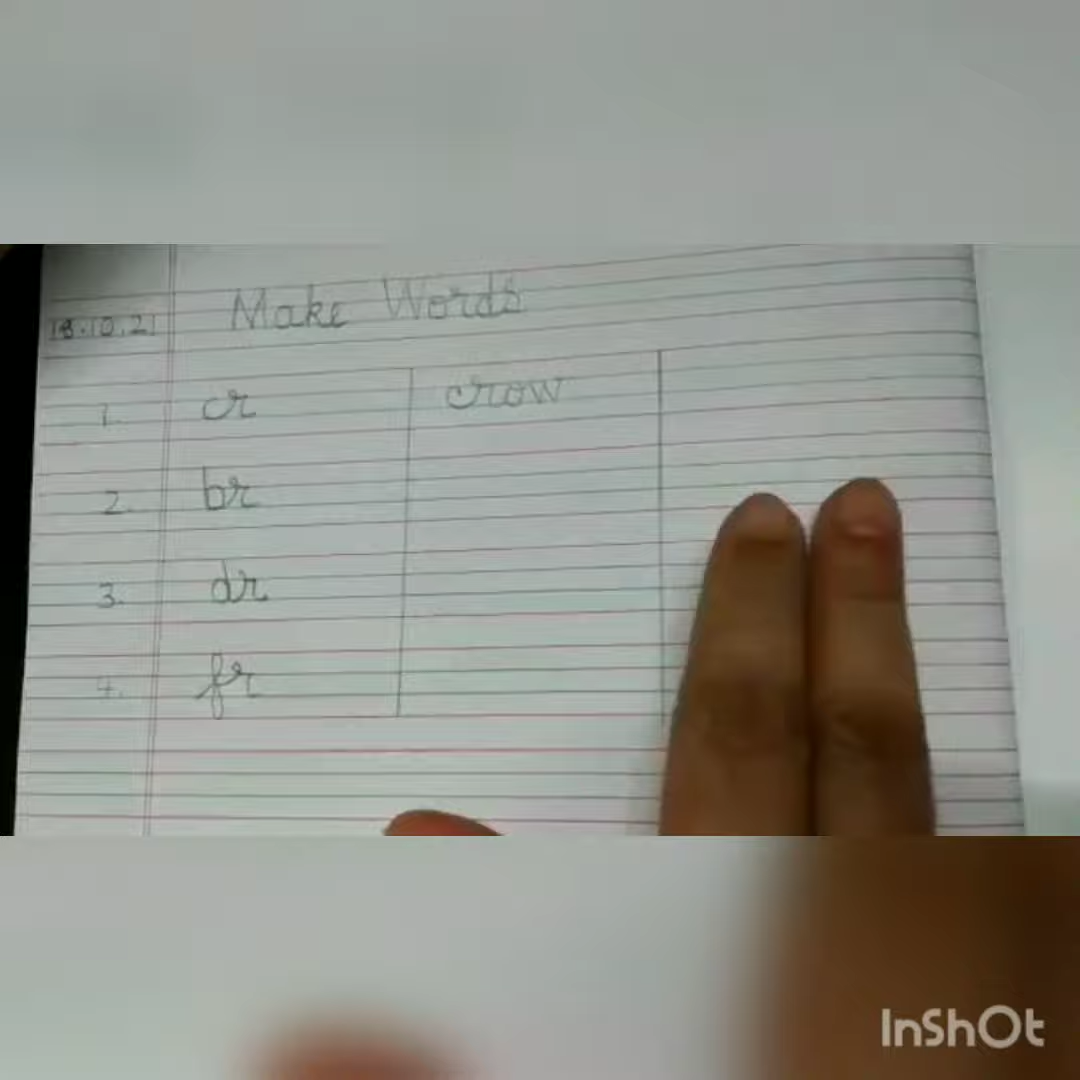 Make Words
18.10.21
1. cr crow
2. br
3. dr
4. fr
InShOt